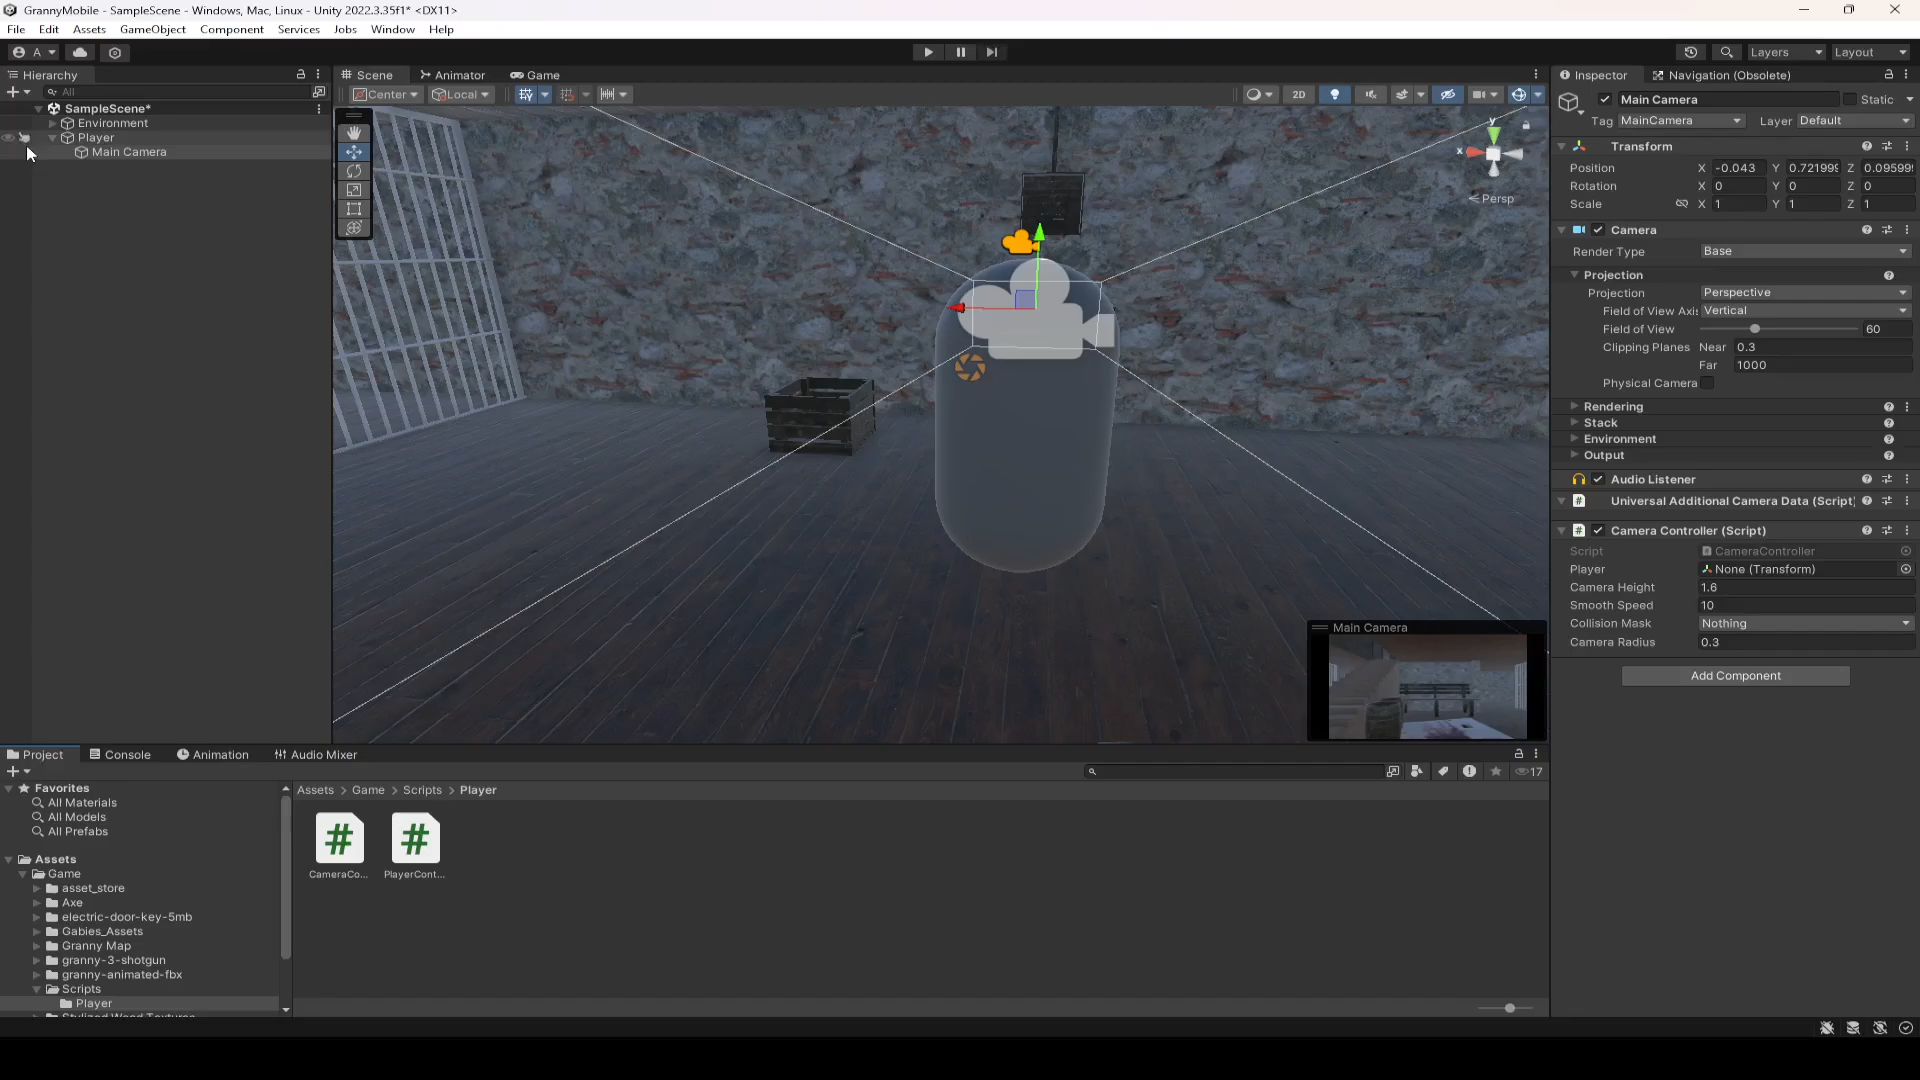 GrannyMobile - SampleScene - Windows, Mac, Linux - Unity 2022.3.35f1* <DX11>
File Edit Assets GameObject Component Services Jobs Window Help
A Layers Layout
Hierarchy
All
SampleScene*
Environment
Player
Main Camera
Scene Animator Game
Center Local 2D
y
x
Persp
Main Camera
Inspector Navigation (Obsolete)
Main Camera Static
Tag MainCamera Layer Default
Transform
Position X -0.043 Y 0.721999 Z 0.095999
Rotation X 0 Y 0 Z 0
Scale X 1 Y 1 Z 1
Camera
Render Type Base
Projection
Projection Perspective
Field of View Axis Vertical
Field of View 60
Clipping Planes Near 0.3
Far 1000
Physical Camera
Rendering
Stack
Environment
Output
Audio Listener
Universal Additional Camera Data (Script)
Camera Controller (Script)
Script CameraController
Player None (Transform)
Camera Height 1.6
Smooth Speed 10
Collision Mask Nothing
Camera Radius 0.3
Add Component
Project Console Animation Audio Mixer
17
Favorites
All Materials
All Models
All Prefabs
Assets
Game
asset_store
Axe
electric-door-key-5mb
Gabies_Assets
Granny Map
granny-3-shotgun
granny-animated-fbx
Scripts
Player
Assets > Game > Scripts > Player
CameraCo... PlayerCont...